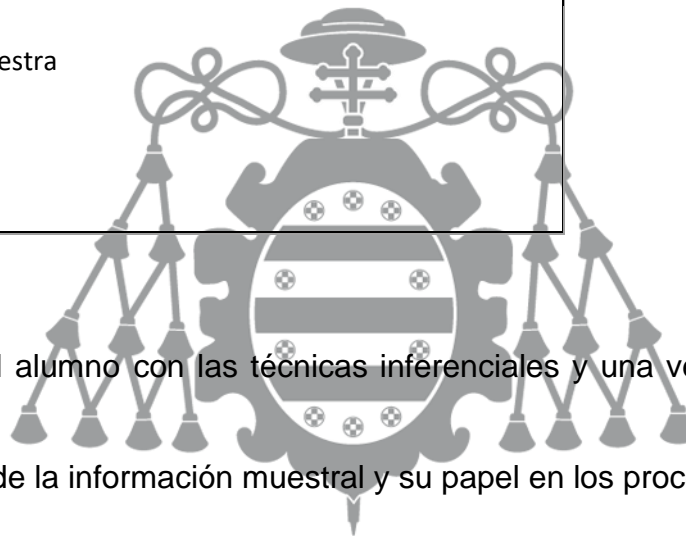 estra
l alumno con las técnicas inferenciales y una v
de la información muestral y su papel en los proc